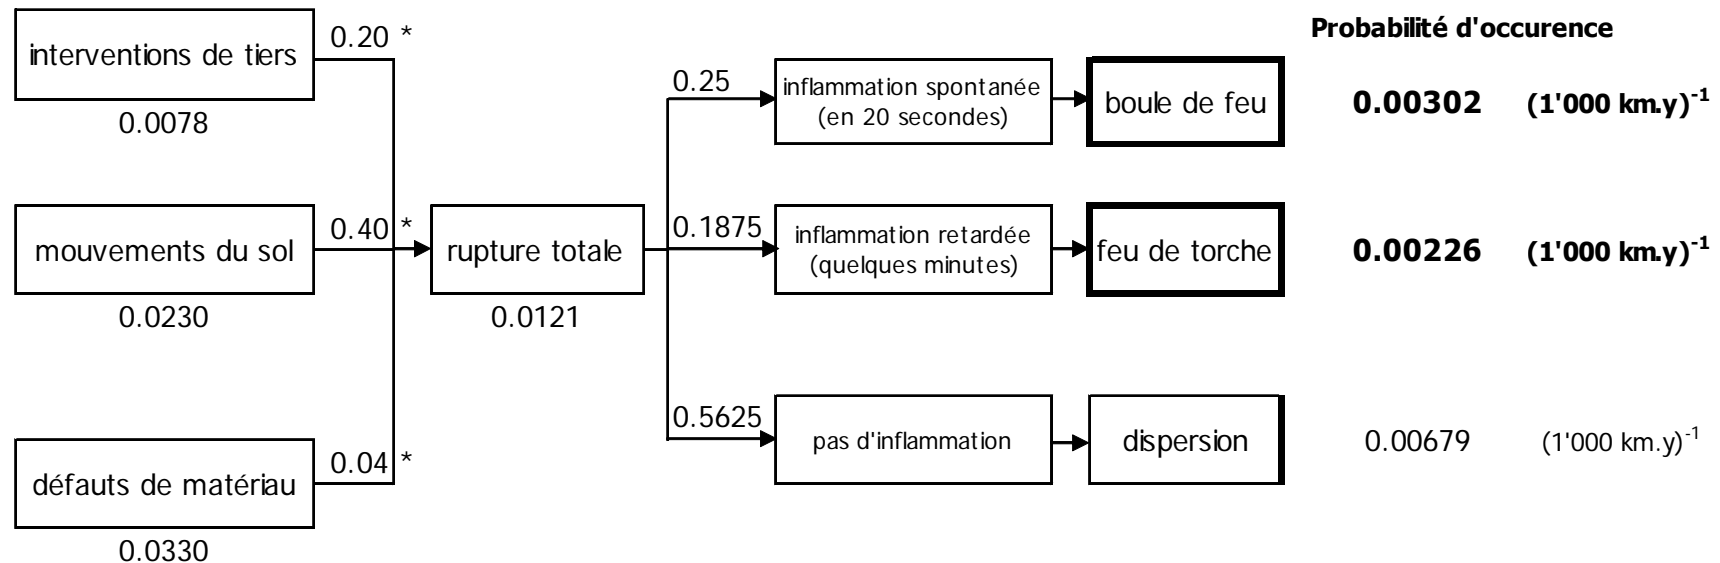 Probabilité d'occurence
interventions de tiers
0.20 *
0.0078
mouvements du sol
0.40 *
0.0230
défauts de matériau
0.04 *
0.0330
rupture totale
0.0121
0.25
inflammation spontanée
(en 20 secondes)
boule de feu
0.00302 (1'000 km.y)⁻¹
0.1875
inflammation retardée
(quelques minutes)
feu de torche
0.00226 (1'000 km.y)⁻¹
0.5625
pas d'inflammation
dispersion
0.00679 (1'000 km.y)⁻¹